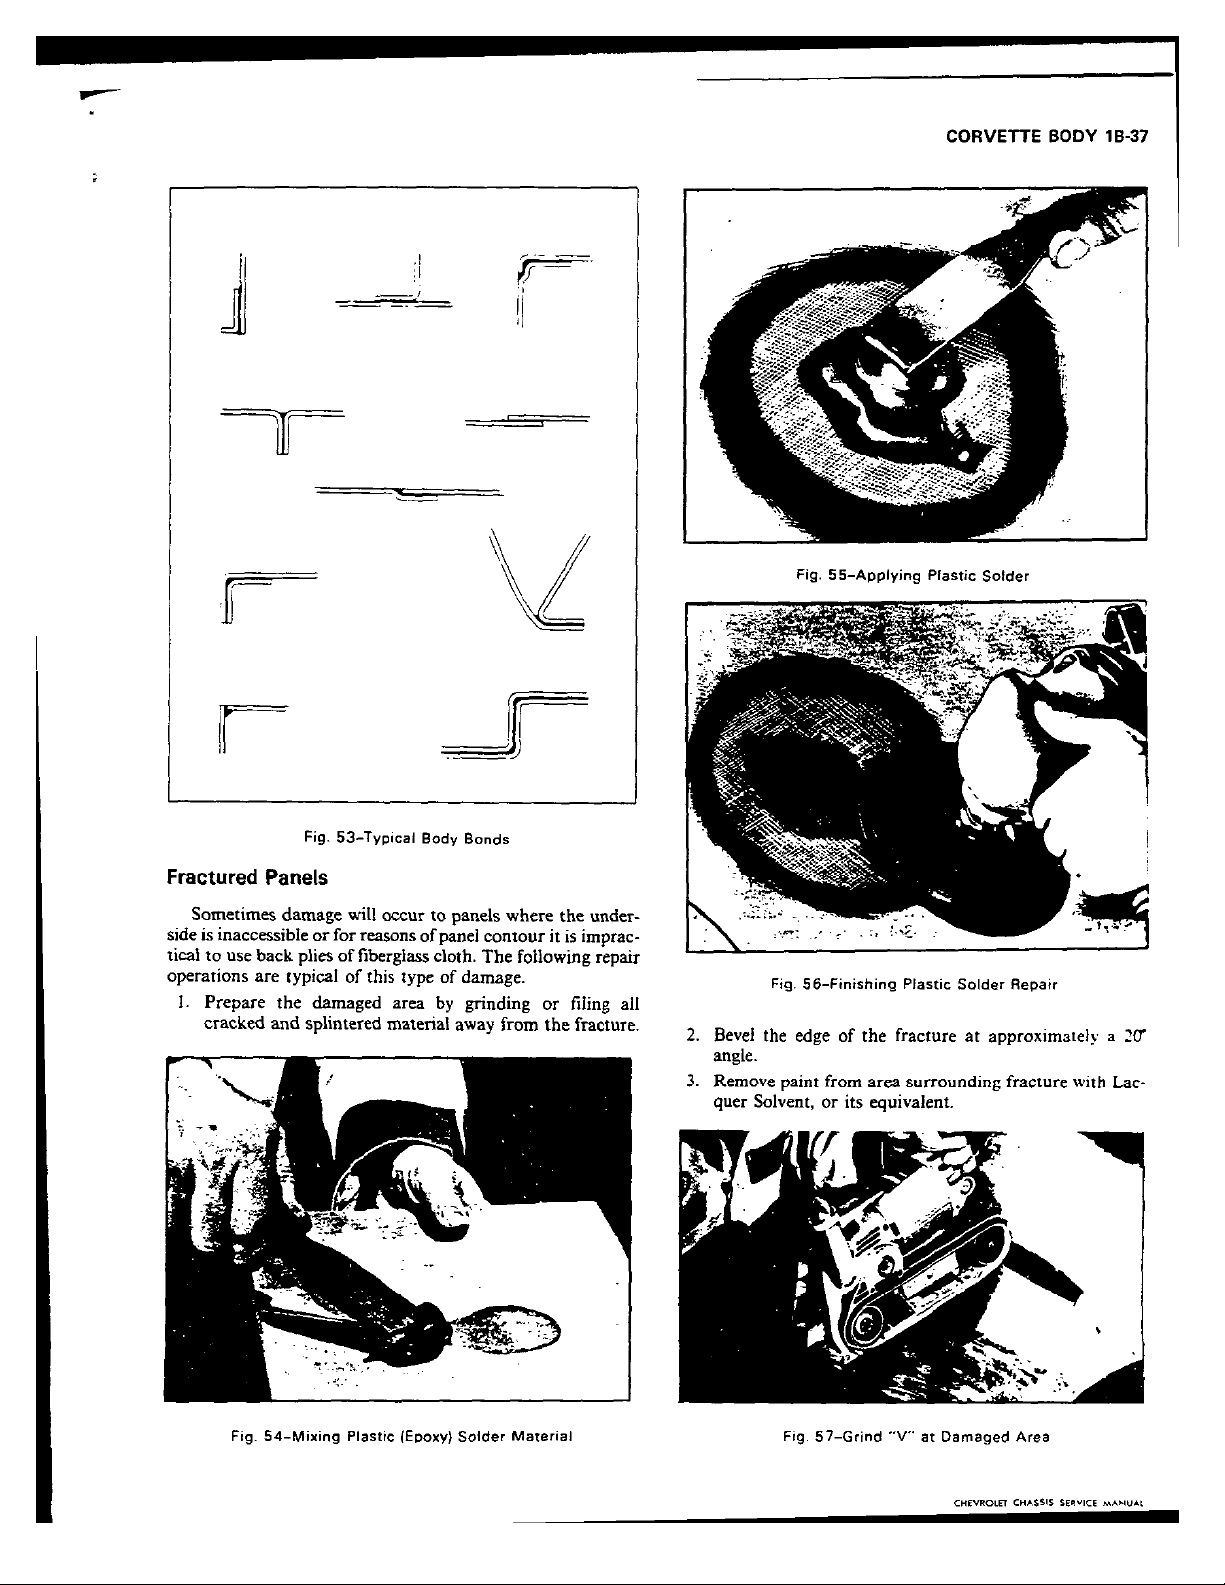 CORVETTE BODY 1B-37
Fig. 53–Typical Body Bonds
Fractured Panels
Sometimes damage will occur to panels where the under-
side is inaccessible or for reasons of panel contour it is imprac-
tical to use back plies of fiberglass cloth. The following repair
operations are typical of this type of damage.
1. Prepare the damaged area by grinding or filing all
cracked and splintered material away from the fracture.
Fig. 54–Mixing Plastic (Epoxy) Solder Material
Fig. 55–Applying Plastic Solder
Fig. 56–Finishing Plastic Solder Repair
2. Bevel the edge of the fracture at approximately a 20°
angle.
3. Remove paint from area surrounding fracture with Lac-
quer Solvent, or its equivalent.
Fig. 57–Grind "V" at Damaged Area
CHEVROLET CHASSIS SERVICE MANUAL